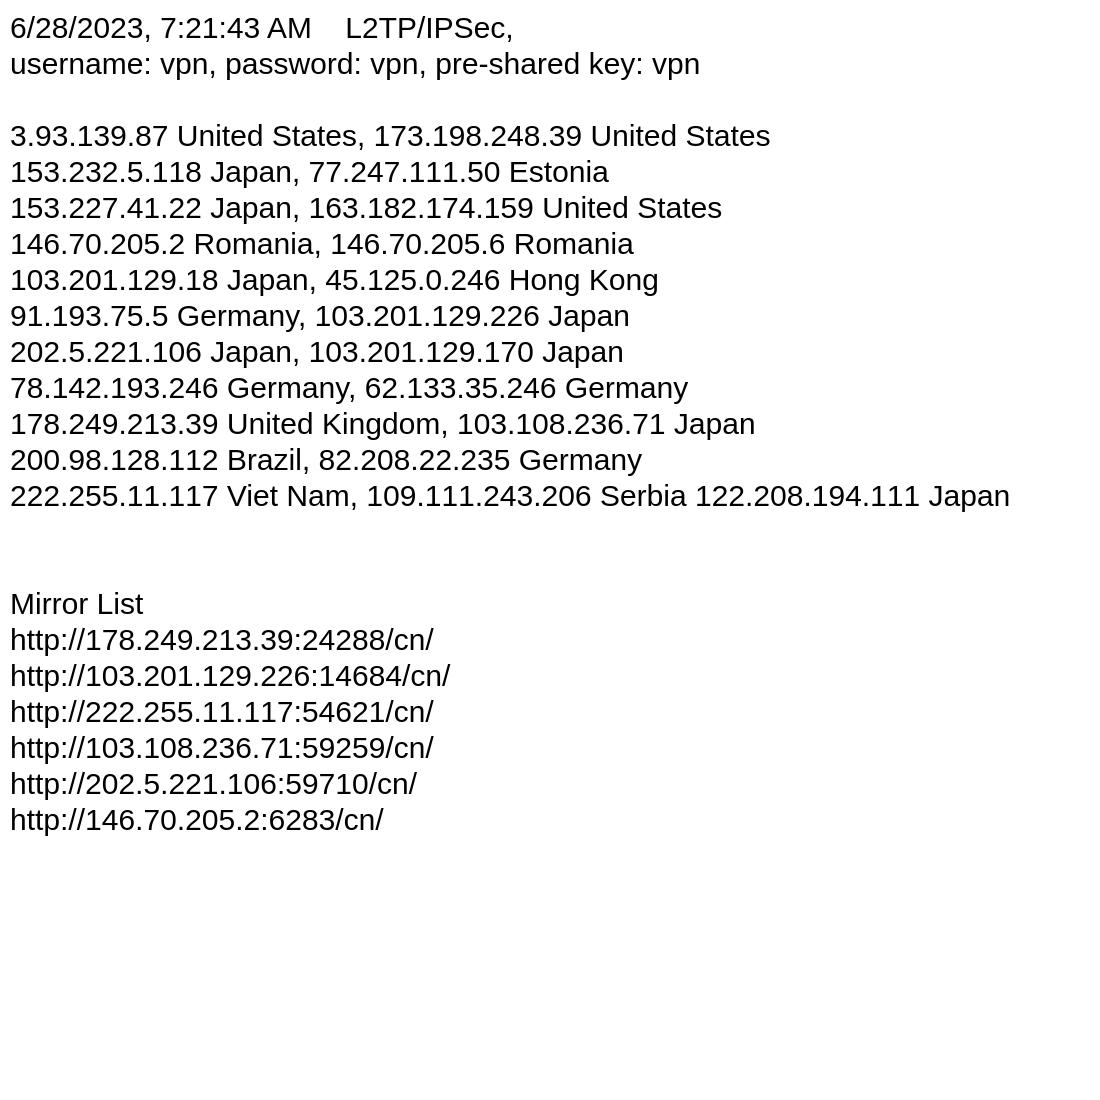 6/28/2023, 7:21:43 AM    L2TP/IPSec,
username: vpn, password: vpn, pre-shared key: vpn
3.93.139.87 United States, 173.198.248.39 United States
153.232.5.118 Japan, 77.247.111.50 Estonia
153.227.41.22 Japan, 163.182.174.159 United States
146.70.205.2 Romania, 146.70.205.6 Romania
103.201.129.18 Japan, 45.125.0.246 Hong Kong
91.193.75.5 Germany, 103.201.129.226 Japan
202.5.221.106 Japan, 103.201.129.170 Japan
78.142.193.246 Germany, 62.133.35.246 Germany
178.249.213.39 United Kingdom, 103.108.236.71 Japan
200.98.128.112 Brazil, 82.208.22.235 Germany
222.255.11.117 Viet Nam, 109.111.243.206 Serbia 122.208.194.111 Japan
Mirror List
http://178.249.213.39:24288/cn/
http://103.201.129.226:14684/cn/
http://222.255.11.117:54621/cn/
http://103.108.236.71:59259/cn/
http://202.5.221.106:59710/cn/
http://146.70.205.2:6283/cn/